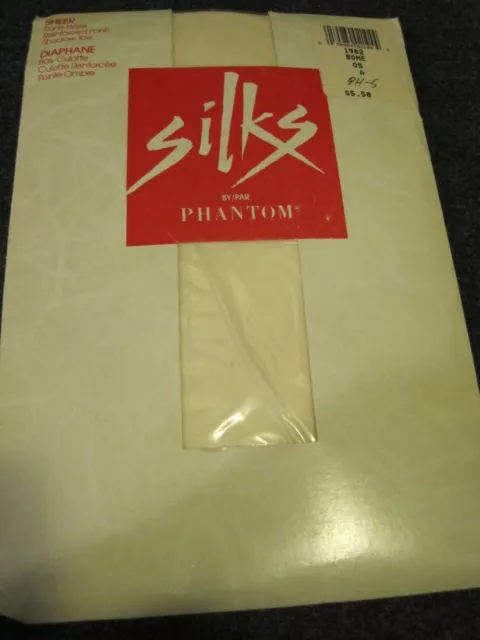 SHEER
Panty-Hose
Reinforced Panty
Shadow Toe
DIAPHANE
Bas-Culotte
Culotte Renforcée
Pointe Ombre
1982
BONE
OS
A
PH-5
$5.50
silks
BY/PAR
PHANTOM